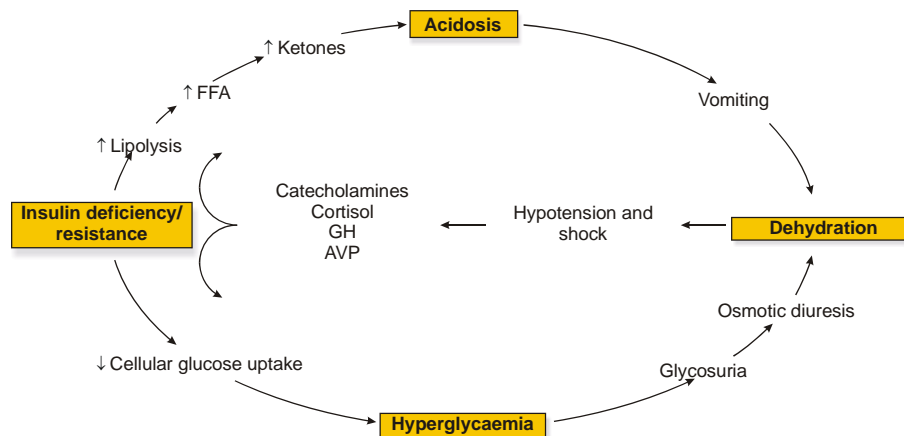 Acidosis
↑ Ketones
↑ FFA
Vomiting
↑ Lipolysis
Catecholamines
Cortisol
GH
AVP
Hypotension and
shock
Insulin deficiency/
resistance
Dehydration
Osmotic diuresis
↓ Cellular glucose uptake
Glycosuria
Hyperglycaemia